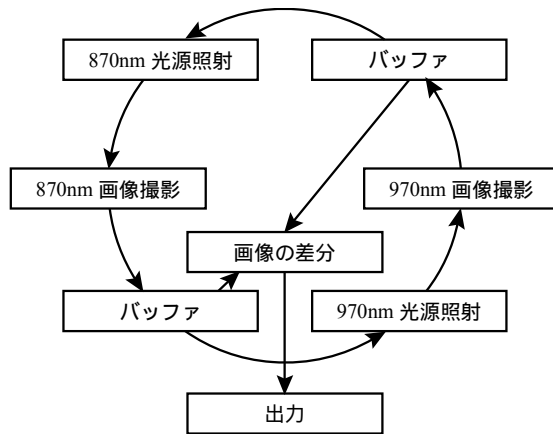 870nm 光源照射
バッファ
870nm 画像撮影
970nm 画像撮影
画像の差分
バッファ
970nm 光源照射
出力